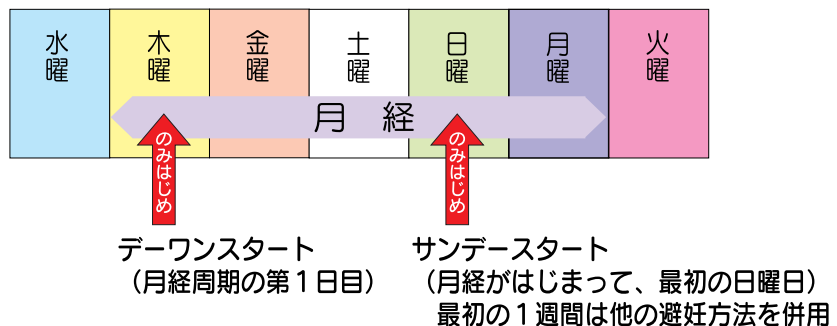 水曜 木曜 金曜 土曜 日曜 月曜 火曜
月 経
のみはじめ のみはじめ
デーワンスタート
（月経周期の第１日目）
サンデースタート
（月経がはじまって、最初の日曜日）
最初の１週間は他の避妊方法を併用